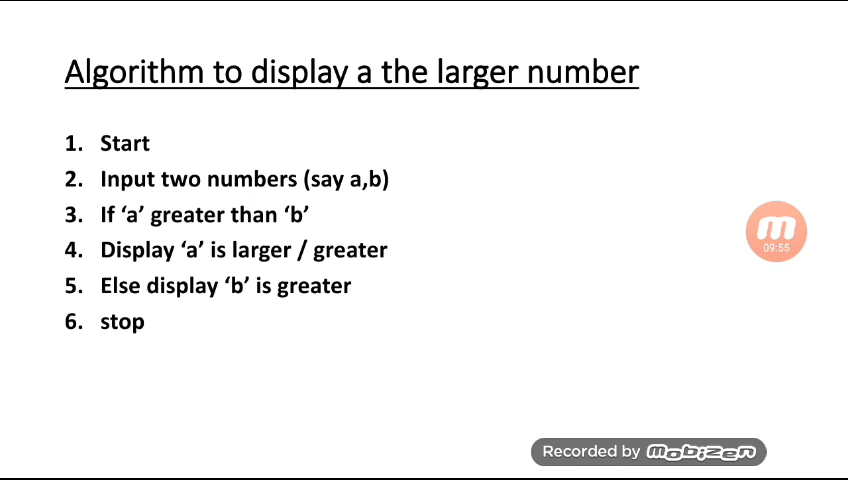 Algorithm to display a the larger number
1. Start
2. Input two numbers (say a,b)
3. If ‘a’ greater than ‘b’
4. Display ‘a’ is larger / greater
5. Else display ‘b’ is greater
6. stop
m
09:55
Recorded by mobizen